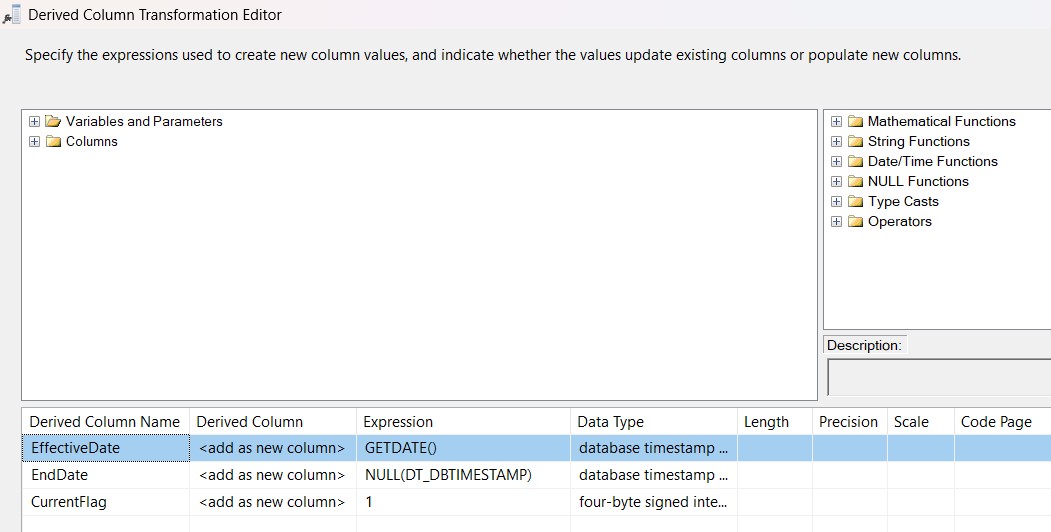 Derived Column Transformation Editor
Specify the expressions used to create new column values, and indicate whether the values update existing columns or populate new columns.
Variables and Parameters
Columns
Mathematical Functions
String Functions
Date/Time Functions
NULL Functions
Type Casts
Operators
Description:
Derived Column Name Derived Column Expression Data Type Length Precision Scale Code Page
EffectiveDate <add as new column> GETDATE() database timestamp ...
EndDate <add as new column> NULL(DT_DBTIMESTAMP) database timestamp ...
CurrentFlag <add as new column> 1 four-byte signed inte...